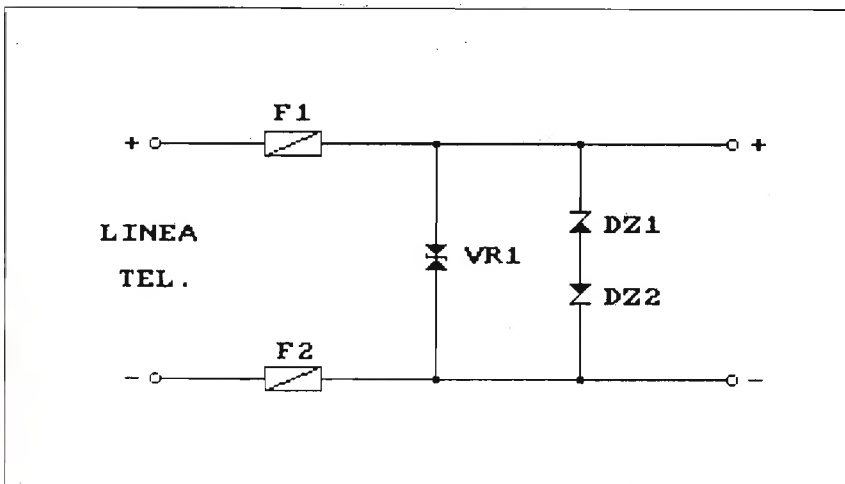 F1
+ +
LINEA
TEL.
VR1
DZ1
DZ2
F2
- -